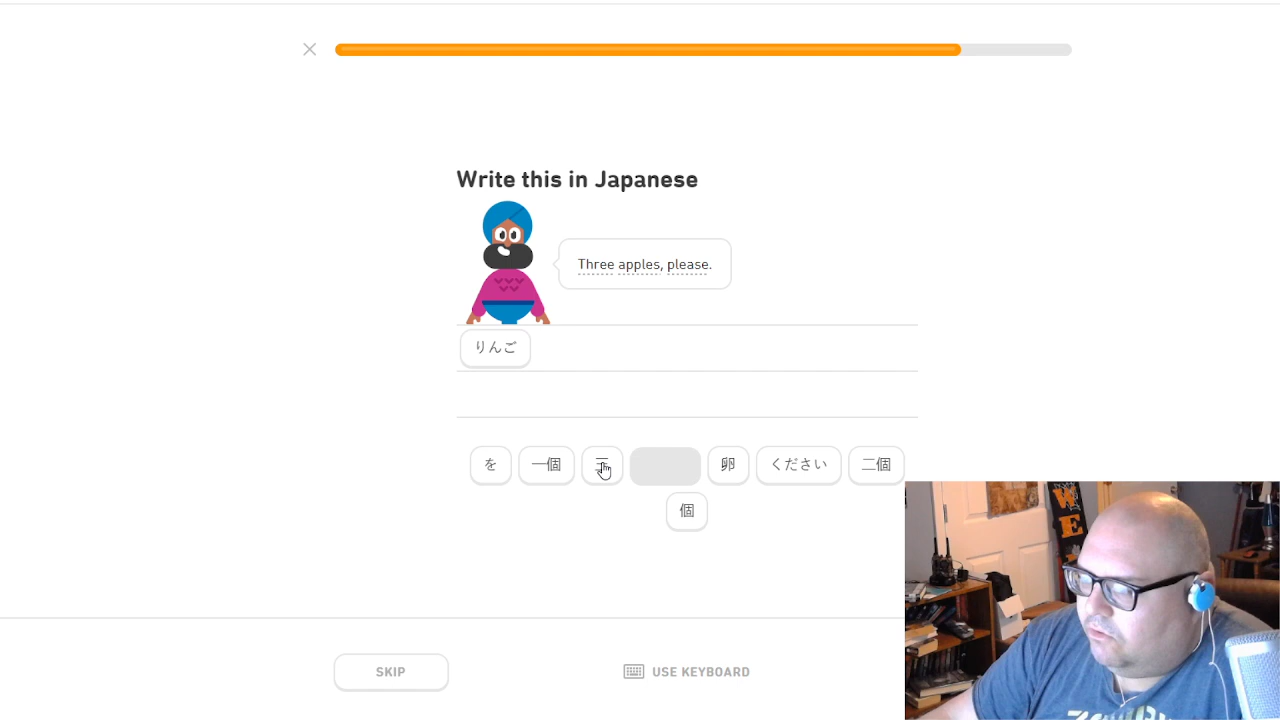 Write this in Japanese
Three apples, please.
りんご
を 一個 三 卵 ください 二個
個
SKIP
USE KEYBOARD
WE